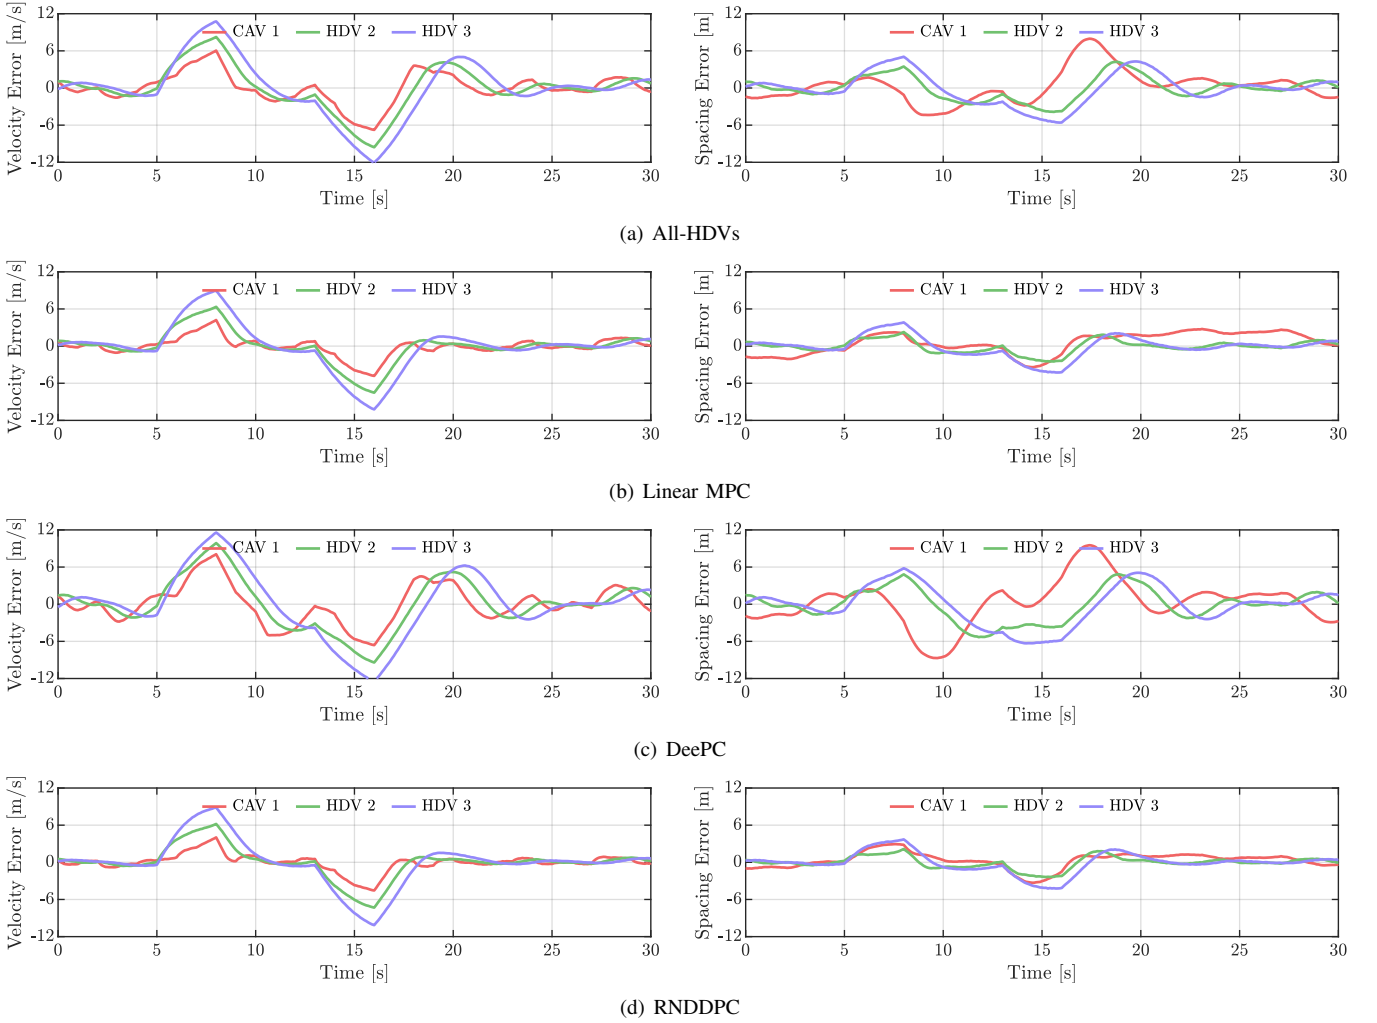 Velocity Error [m/s]
12
6
0
-6
-12
CAV 1 HDV 2 HDV 3
0 5 10 15 20 25 30
Time [s]
Spacing Error [m]
12
6
0
-6
-12
CAV 1 HDV 2 HDV 3
0 5 10 15 20 25 30
Time [s]
(a) All-HDVs
Velocity Error [m/s]
12
6
0
-6
-12
CAV 1 HDV 2 HDV 3
0 5 10 15 20 25 30
Time [s]
Spacing Error [m]
12
6
0
-6
-12
CAV 1 HDV 2 HDV 3
0 5 10 15 20 25 30
Time [s]
(b) Linear MPC
Velocity Error [m/s]
12
6
0
-6
-12
CAV 1 HDV 2 HDV 3
0 5 10 15 20 25 30
Time [s]
Spacing Error [m]
12
6
0
-6
-12
CAV 1 HDV 2 HDV 3
0 5 10 15 20 25 30
Time [s]
(c) DeePC
Velocity Error [m/s]
12
6
0
-6
-12
CAV 1 HDV 2 HDV 3
0 5 10 15 20 25 30
Time [s]
Spacing Error [m]
12
6
0
-6
-12
CAV 1 HDV 2 HDV 3
0 5 10 15 20 25 30
Time [s]
(d) RNDDPC